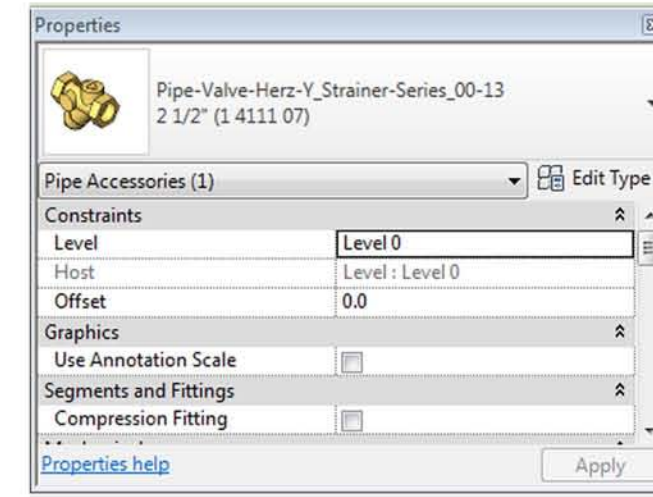 Properties
Pipe-Valve-Herz-Y_Strainer-Series_00-13
2 1/2" (1 4111 07)
Pipe Accessories (1)
Edit Type
Constraints
Level Level 0
Host Level : Level 0
Offset 0.0
Graphics
Use Annotation Scale
Segments and Fittings
Compression Fitting
Properties help
Apply